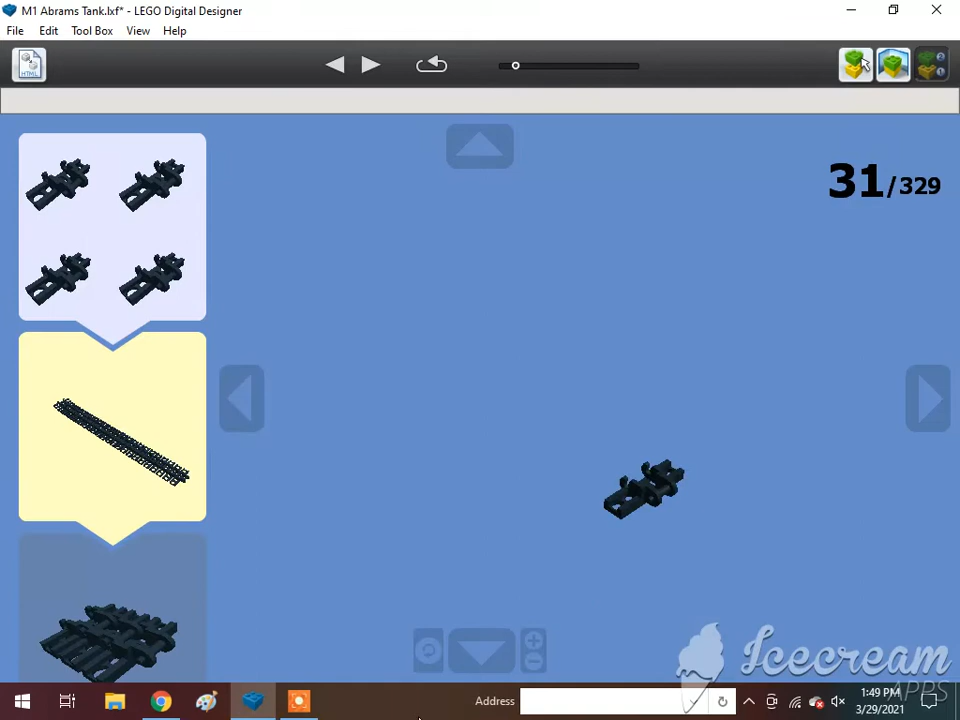 M1 Abrams Tank.lxf* - LEGO Digital Designer
File Edit Tool Box View Help
HTML
31/329
Icecream
APPS
Address
1:49 PM
3/29/2021